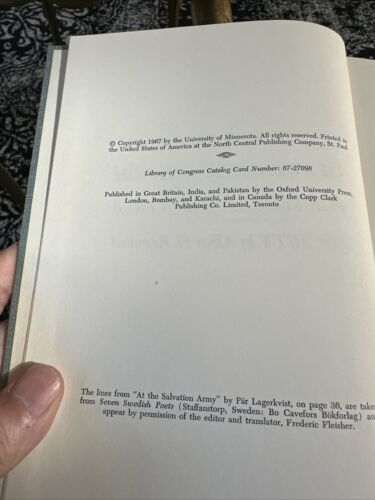 © Copyright 1967 by the University of Minnesota. All rights reserved. Printed in
the United States of America at the North Central Publishing Company, St. Paul
Library of Congress Catalog Card Number: 67-27098
Published in Great Britain, India, and Pakistan by the Oxford University Press,
London, Bombay, and Karachi, and in Canada by the Copp Clark
Publishing Co. Limited, Toronto
The lines from "At the Salvation Army" by Pär Lagerkvist, on page 36, are taken
from Seven Swedish Poets (Staffanstorp, Sweden: Bo Cavefors Bökforlag) an
appear by permission of the editor and translator, Frederic Fleisher.